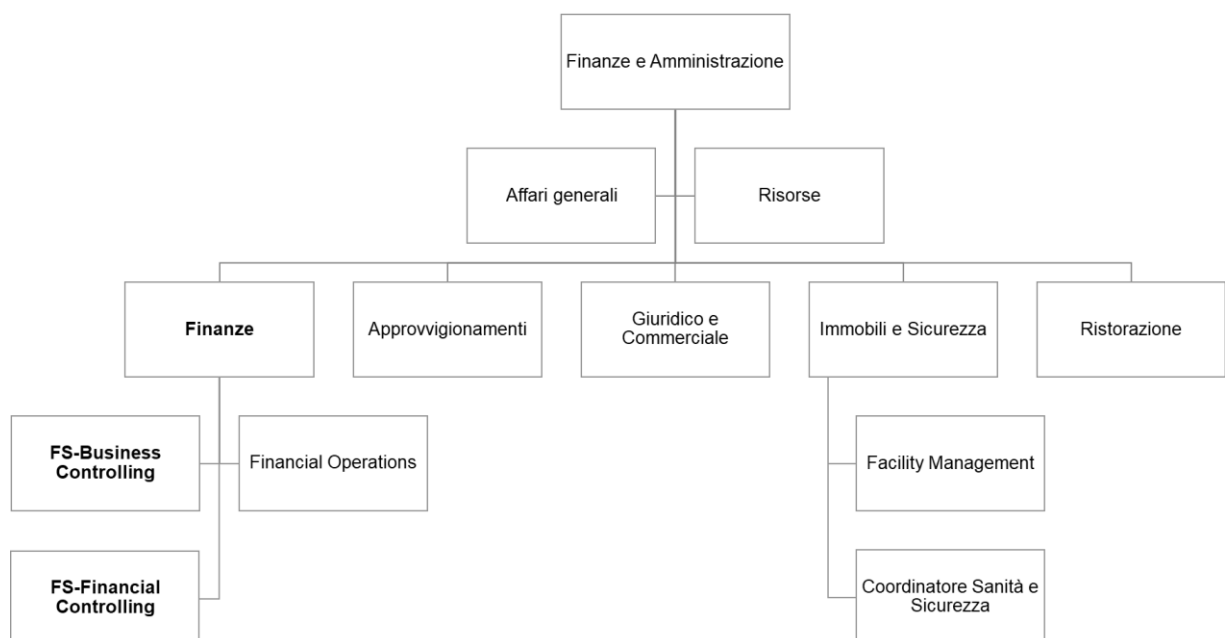 Finanze e Amministrazione
Affari generali
Risorse
Finanze
Approvvigionamenti
Giuridico e
Commerciale
Immobili e Sicurezza
Ristorazione
FS-Business
Controlling
Financial Operations
Facility Management
FS-Financial
Controlling
Coordinatore Sanità e
Sicurezza